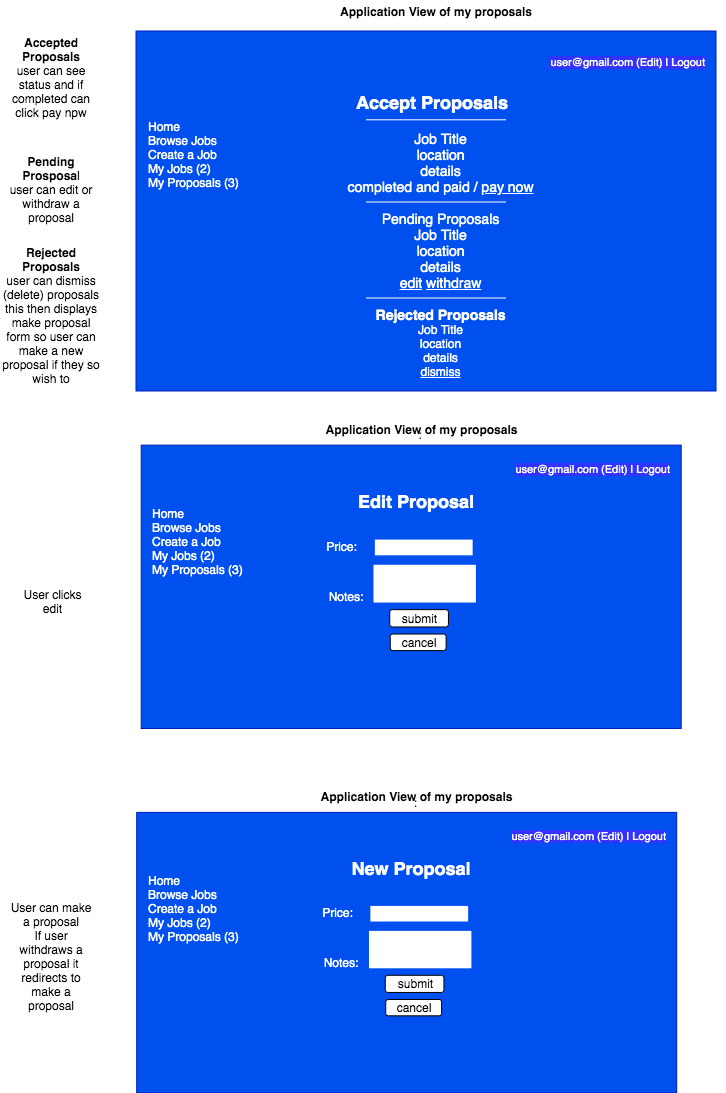 Application View of my proposals
Accepted
Proposals
user can see
status and if
completed can
click pay npw
Pending
Prosposal
user can edit or
withdraw a
proposal
Rejected
Proposals
user can dismiss
(delete) proposals
this then displays
make proposal
form so user can
make a new
proposal if they so
wish to
user@gmail.com (Edit) | Logout
Home
Browse Jobs
Create a Job
My Jobs (2)
My Proposals (3)
Accept Proposals
Job Title
location
details
completed and paid / pay now
Pending Proposals
Job Title
location
details
edit withdraw
Rejected Proposals
Job Title
location
details
dismiss
Application View of my proposals
User clicks
edit
user@gmail.com (Edit) | Logout
Home
Browse Jobs
Create a Job
My Jobs (2)
My Proposals (3)
Edit Proposal
Price:
Notes:
submit
cancel
Application View of my proposals
User can make
a proposal
If user
withdraws a
proposal it
redirects to
make a
proposal
user@gmail.com (Edit) | Logout
Home
Browse Jobs
Create a Job
My Jobs (2)
My Proposals (3)
New Proposal
Price:
Notes:
submit
cancel